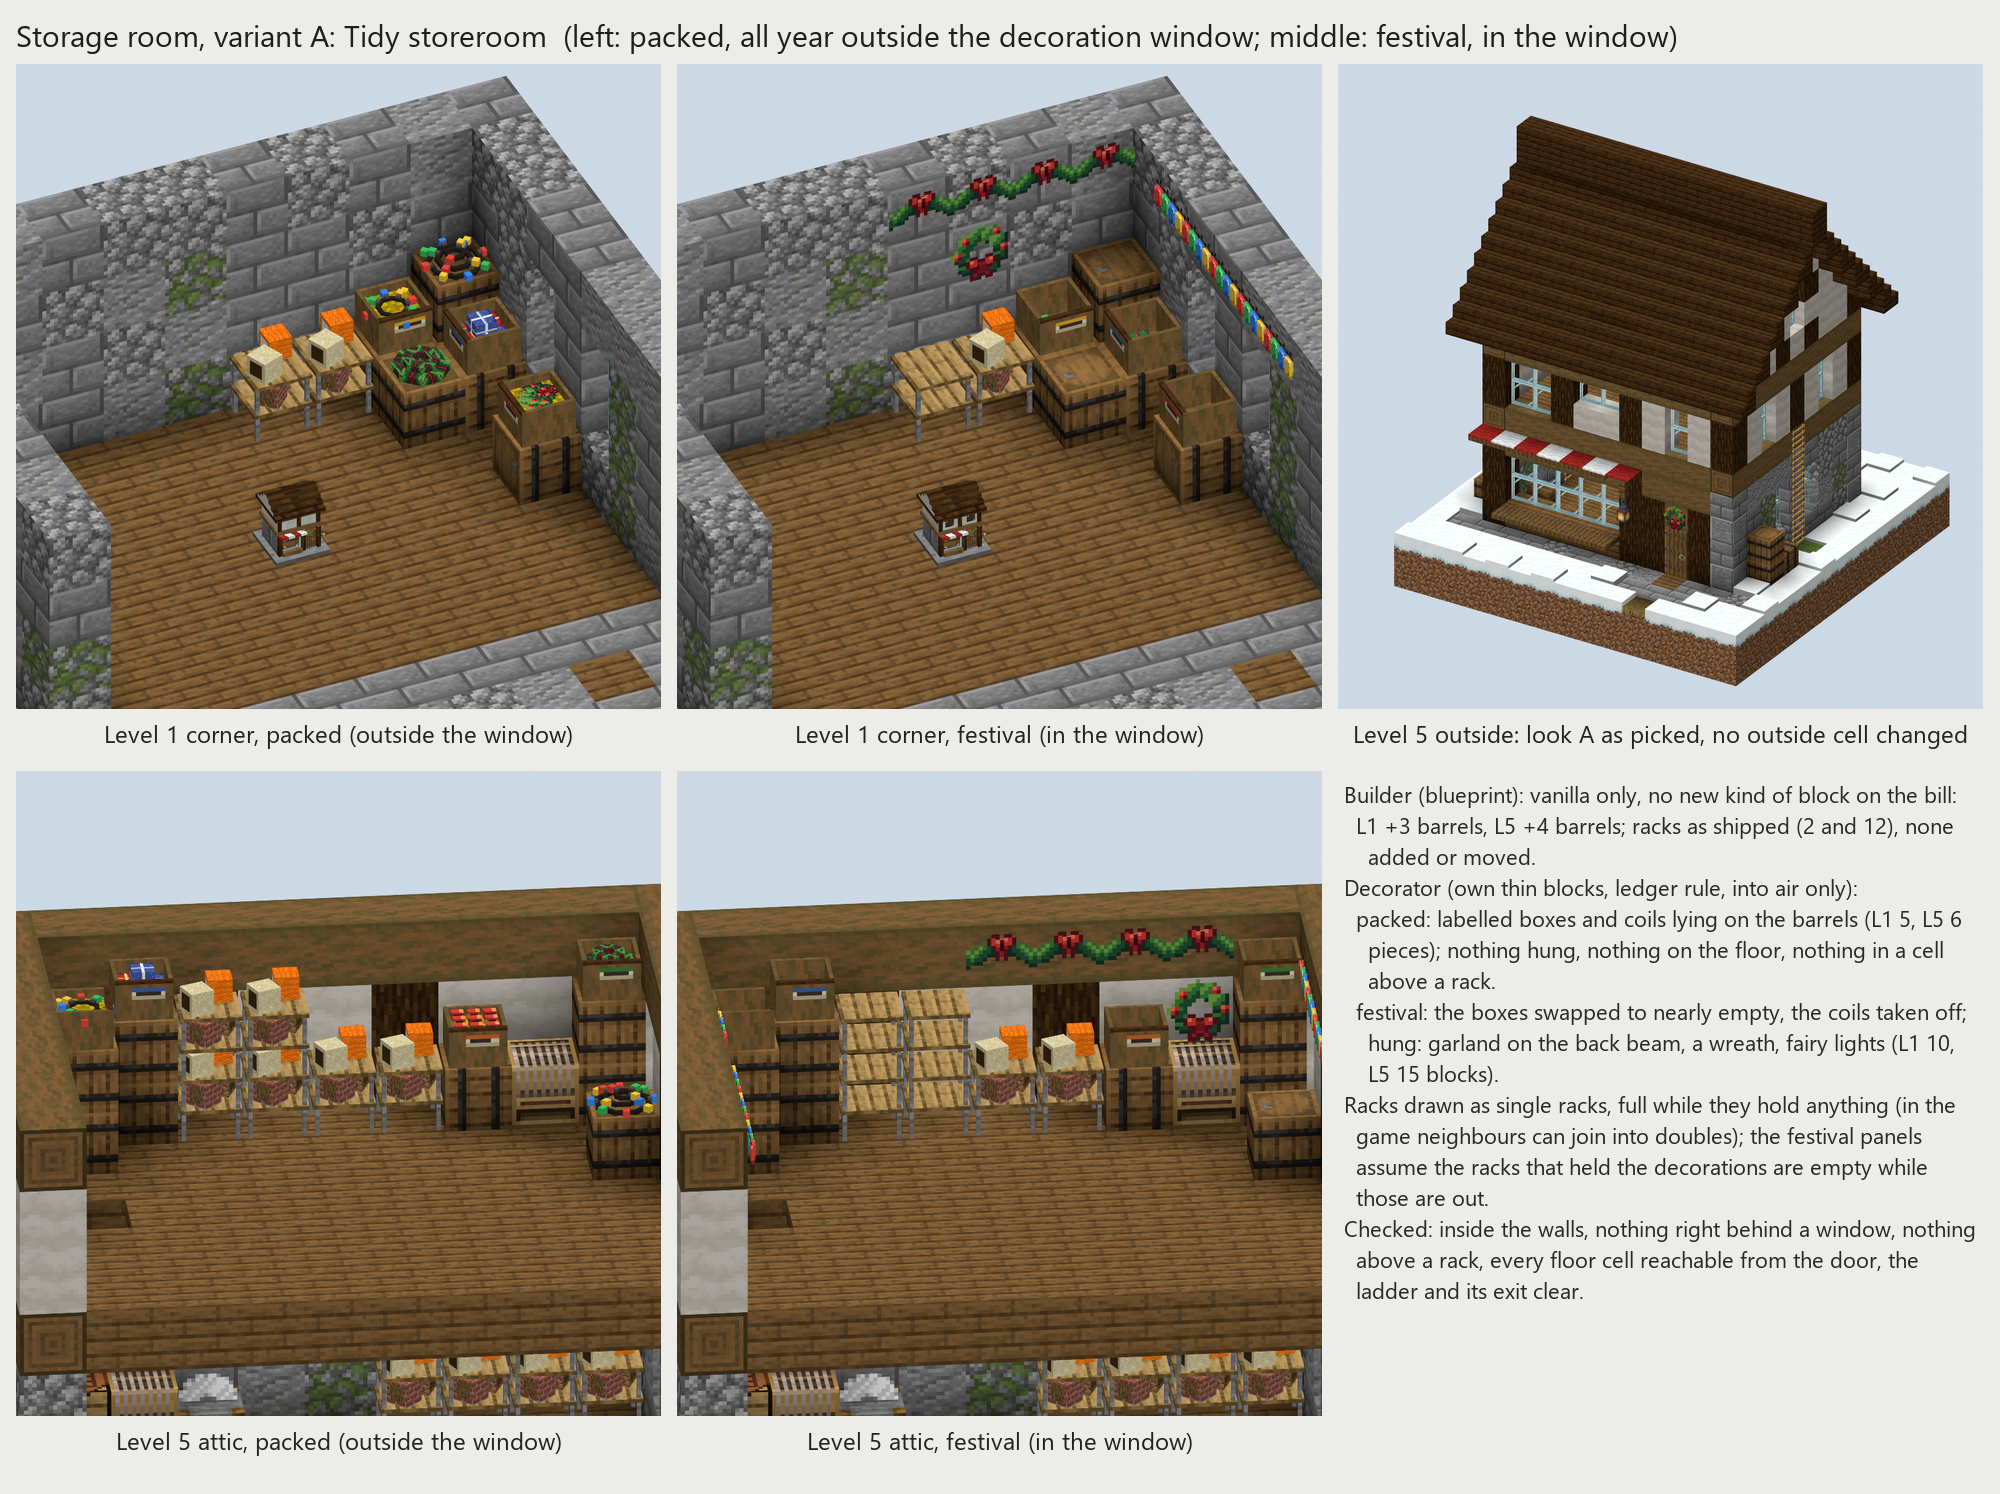 Storage room, variant A: Tidy storeroom  (left: packed, all year outside the decoration window; middle: festival, in the window)
Level 1 corner, packed (outside the window)
Level 1 corner, festival (in the window)
Level 5 outside: look A as picked, no outside cell changed
Builder (blueprint): vanilla only, no new kind of block on the bill:
L1 +3 barrels, L5 +4 barrels; racks as shipped (2 and 12), none
added or moved.
Decorator (own thin blocks, ledger rule, into air only):
packed: labelled boxes and coils lying on the barrels (L1 5, L5 6
pieces); nothing hung, nothing on the floor, nothing in a cell
above a rack.
festival: the boxes swapped to nearly empty, the coils taken off;
hung: garland on the back beam, a wreath, fairy lights (L1 10,
L5 15 blocks).
Racks drawn as single racks, full while they hold anything (in the
game neighbours can join into doubles); the festival panels
assume the racks that held the decorations are empty while
those are out.
Checked: inside the walls, nothing right behind a window, nothing
above a rack, every floor cell reachable from the door, the
ladder and its exit clear.
Level 5 attic, packed (outside the window)
Level 5 attic, festival (in the window)